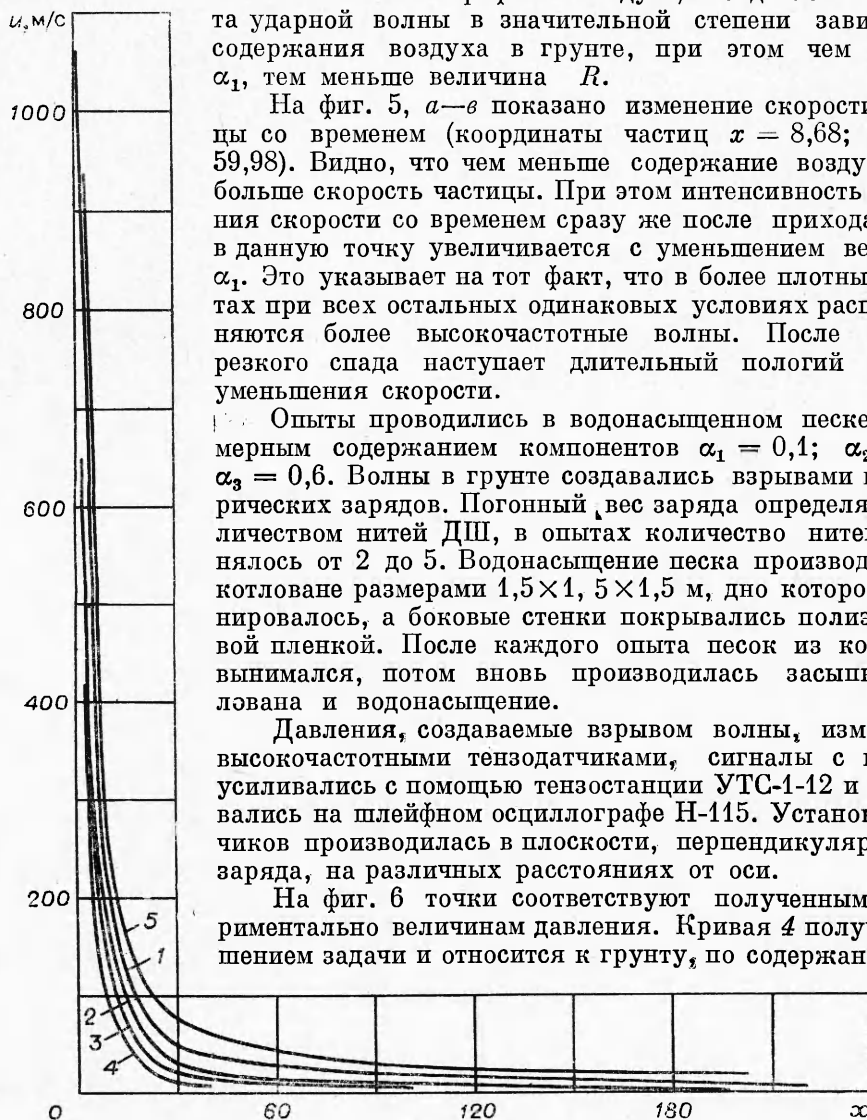 u, м/с
1000
800
600
400
200
0
60
120
180
x
5
1
2
3
4
та ударной волны в значительной степени зави
содержания воздуха в грунте, при этом чем
α₁, тем меньше величина R.
На фиг. 5, а—в показано изменение скорости
цы со временем (координаты частиц x = 8,68;
59,98). Видно, что чем меньше содержание возду
больше скорость частицы. При этом интенсивность
ния скорости со временем сразу же после прихода
в данную точку увеличивается с уменьшением ве
α₁. Это указывает на тот факт, что в более плотны
тах при всех остальных одинаковых условиях расп
няются более высокочастотные волны. После
резкого спада наступает длительный пологий
уменьшения скорости.
Опыты проводились в водонасыщенном песке
мерным содержанием компонентов α₁ = 0,1; α₂
α₃ = 0,6. Волны в грунте создавались взрывами
рических зарядов. Погонный вес заряда определя
личеством нитей ДШ, в опытах количество ните
нялось от 2 до 5. Водонасыщение песка производ
котловане размерами 1,5×1, 5×1,5 м, дно которо
нировалось, а боковые стенки покрывались полиэ
вой пленкой. После каждого опыта песок из ко
вынимался, потом вновь производилась засып
лована и водонасыщение.
Давления, создаваемые взрывом волны, изм
высокочастотными тензодатчиками, сигналы с
усиливались с помощью тензостанции УТС-1-12 и
вались на шлейфном осциллографе Н-115. Устано
чиков производилась в плоскости, перпендикуляр
заряда, на различных расстояниях от оси.
На фиг. 6 точки соответствуют полученным
риментально величинам давления. Кривая 4 полу
шением задачи и относится к грунту, по содержан